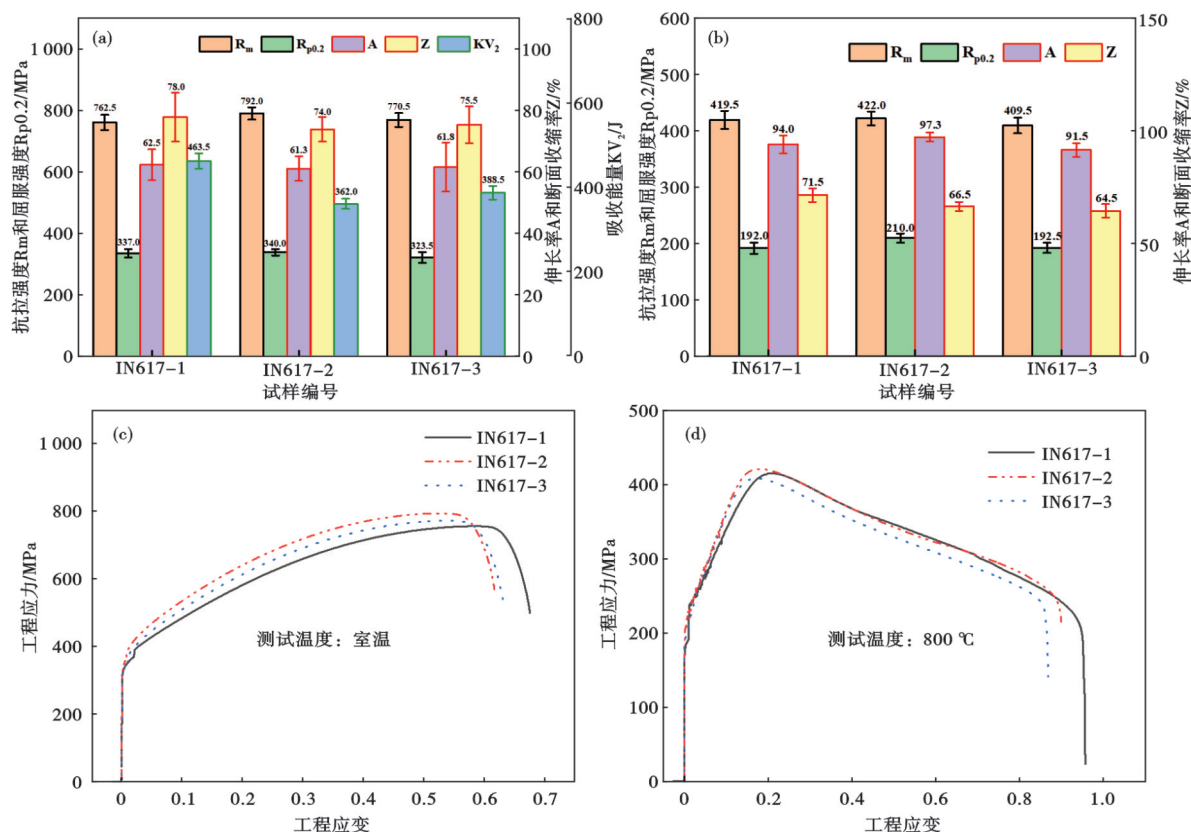 (a)
Rm
Rp0.2
A
Z
KV2
1 000
800
600
400
800
0
抗拉强度Rm和屈服强度Rp0.2/MPa
762.5
337.0
62.5
78.0
463.5
792.0
340.0
61.3
74.0
362.0
770.5
323.5
61.8
75.5
388.5
100
80
60
40
20
0
伸长率A和断面收缩率Z/%
800
600
400
200
0
吸收能量KV2/J
IN617-1
IN617-2
IN617-3
试样编号
(b)
Rm
Rp0.2
A
Z
600
500
400
300
200
600
0
抗拉强度Rm和屈服强度Rp0.2/MPa
419.5
192.0
94.0
71.5
422.0
210.0
97.3
66.5
409.5
192.5
91.5
64.5
150
100
50
0
伸长率A和断面收缩率Z/%
IN617-1
IN617-2
IN617-3
试样编号
(c)
IN617-1
IN617-2
IN617-3
1 000
800
600
400
800
0
工程应力/MPa
测试温度：室温
0
0.1
0.2
0.3
0.4
0.5
0.6
0.7
工程应变
(d)
IN617-1
IN617-2
IN617-3
500
400
300
200
100
0
工程应力/MPa
测试温度：800 ℃
0
0.2
0.4
0.6
0.8
1.0
工程应变